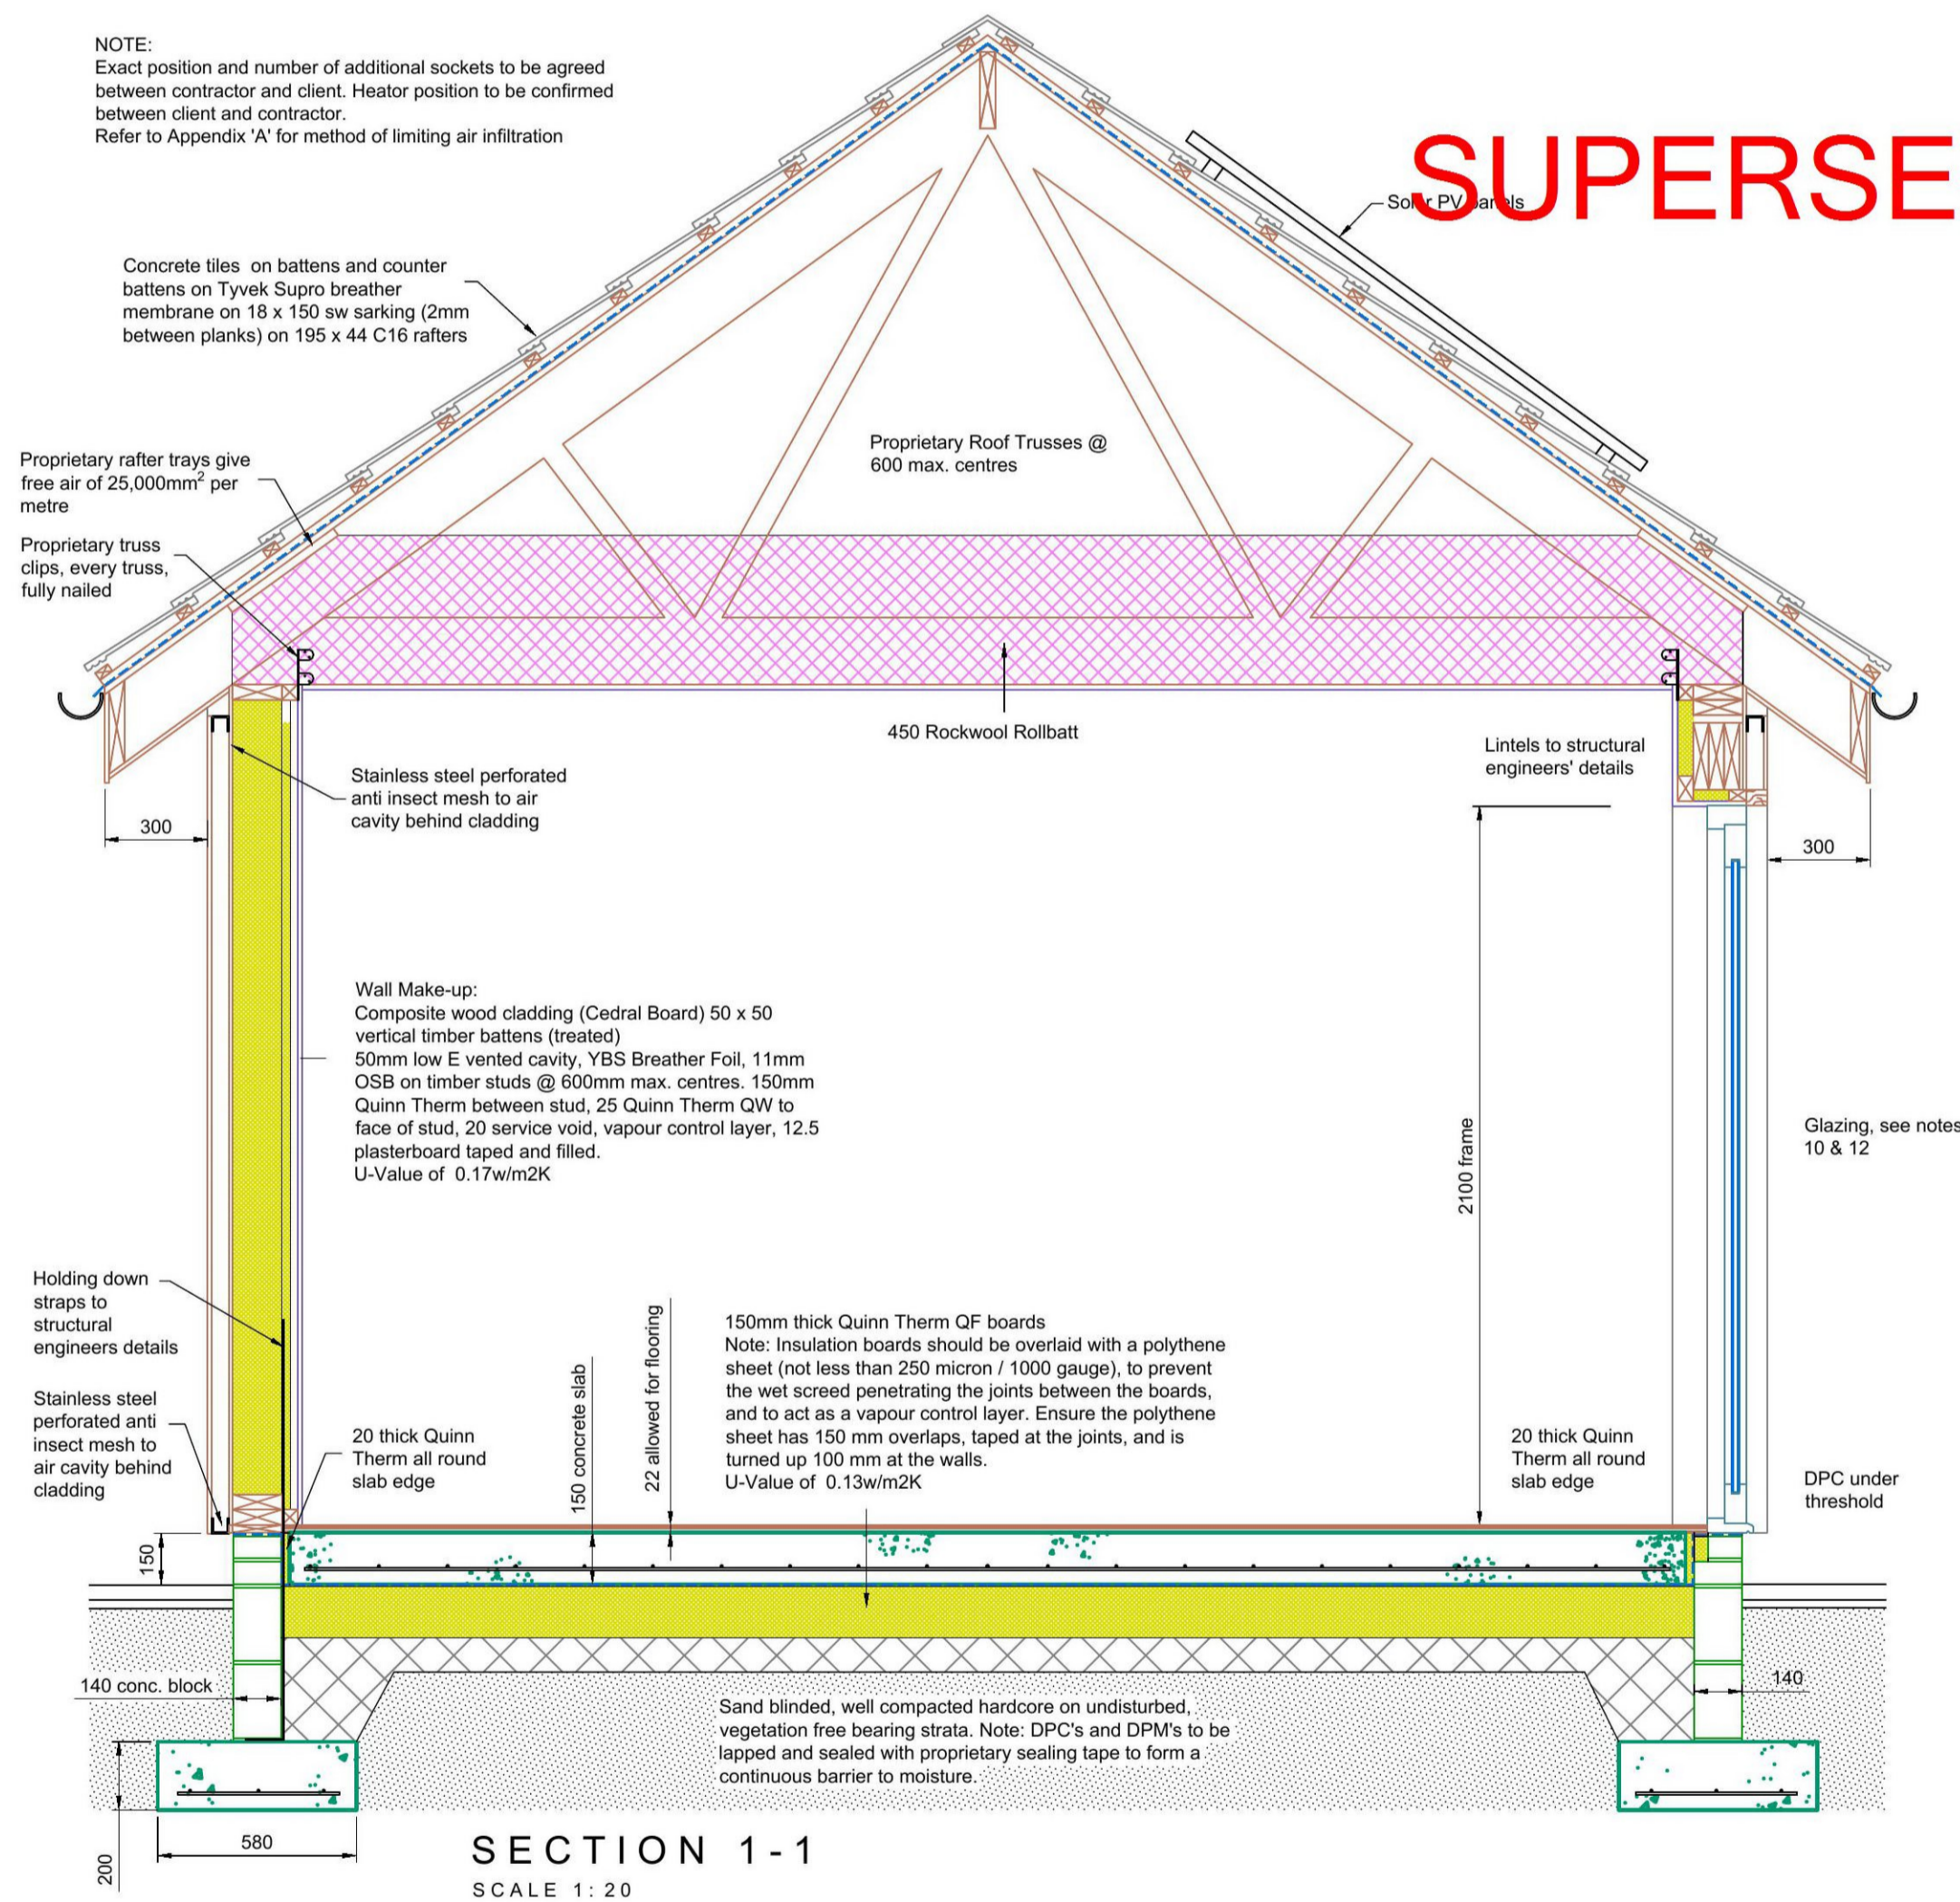 NOTE:
Exact position and number of additional sockets to be agreed
between contractor and client. Heator position to be confirmed
between client and contractor.
Refer to Appendix 'A' for method of limiting air infiltration
SUPERSE
Solar PV panels
Concrete tiles on battens and counter
battens on Tyvek Supro breather
membrane on 18 x 150 sw sarking (2mm
between planks) on 195 x 44 C16 rafters
Proprietary Roof Trusses @
600 max. centres
Proprietary rafter trays give
free air of 25,000mm² per
metre
Proprietary truss
clips, every truss,
fully nailed
450 Rockwool Rollbatt
Lintels to structural
engineers' details
Stainless steel perforated
anti insect mesh to air
cavity behind cladding
300
300
Wall Make-up:
Composite wood cladding (Cedral Board) 50 x 50
vertical timber battens (treated)
50mm low E vented cavity, YBS Breather Foil, 11mm
OSB on timber studs @ 600mm max. centres. 150mm
Quinn Therm between stud, 25 Quinn Therm QW to
face of stud, 20 service void, vapour control layer, 12.5
plasterboard taped and filled.
U-Value of 0.17w/m2K
2100 frame
Glazing, see notes
10 & 12
Holding down
straps to
structural
engineers details
Stainless steel
perforated anti
insect mesh to
air cavity behind
cladding
20 thick Quinn
Therm all round
slab edge
150 concrete slab
22 allowed for flooring
150mm thick Quinn Therm QF boards
Note: Insulation boards should be overlaid with a polythene
sheet (not less than 250 micron / 1000 gauge), to prevent
the wet screed penetrating the joints between the boards,
and to act as a vapour control layer. Ensure the polythene
sheet has 150 mm overlaps, taped at the joints, and is
turned up 100 mm at the walls.
U-Value of 0.13w/m2K
20 thick Quinn
Therm all round
slab edge
DPC under
threshold
150
140 conc. block
140
Sand blinded, well compacted hardcore on undisturbed,
vegetation free bearing strata. Note: DPC's and DPM's to be
lapped and sealed with proprietary sealing tape to form a
continuous barrier to moisture.
580
200
SECTION 1-1
SCALE 1: 20